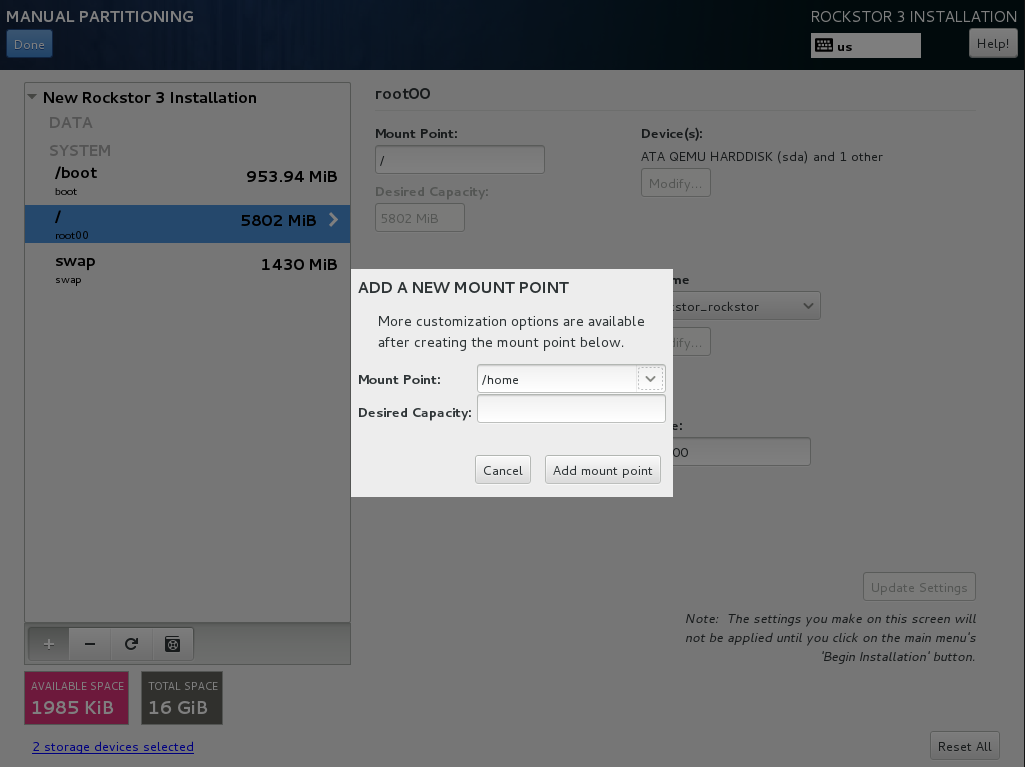 MANUAL PARTITIONING
ROCKSTOR 3 INSTALLATION
Done
us
Help!
New Rockstor 3 Installation
DATA
SYSTEM
/boot
953.94 MiB
boot
/
5802 MiB
root00
swap
1430 MiB
swap
root00
Mount Point:
/
Desired Capacity:
5802 MiB
Device(s):
ATA QEMU HARDDISK (sda) and 1 other
Modify...
me
kstor_rockstor
dify...
e:
00
ADD A NEW MOUNT POINT
More customization options are available
after creating the mount point below.
Mount Point:
/home
Desired Capacity:
Cancel
Add mount point
Update Settings
Note: The settings you make on this screen will
not be applied until you click on the main menu's
'Begin Installation' button.
AVAILABLE SPACE
1985 KiB
TOTAL SPACE
16 GiB
2 storage devices selected
Reset All